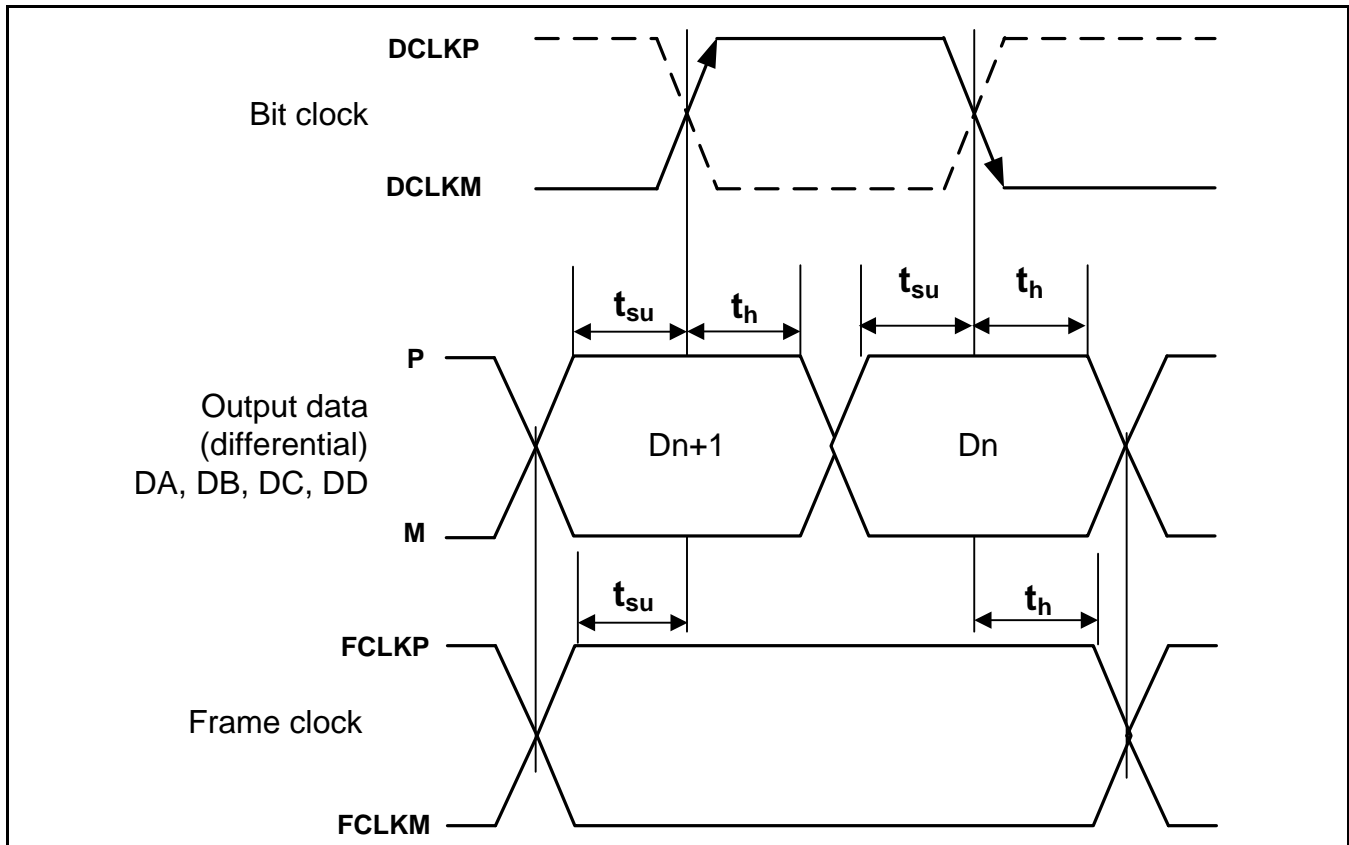 DCLKP
Bit clock
DCLKM
tsu th tsu th
P
Output data
(differential)
DA, DB, DC, DD
Dn+1 Dn
M
tsu th
FCLKP
Frame clock
FCLKM